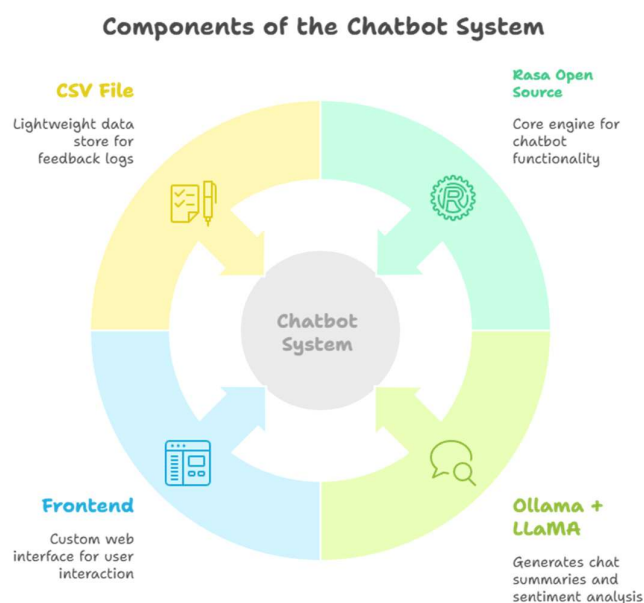 Components of the Chatbot System
CSV File
Lightweight data
store for
feedback logs
Rasa Open
Source
Core engine for
chatbot
functionality
R
Chatbot
System
Frontend
Custom web
interface for user
interaction
Ollama +
LLaMA
Generates chat
summaries and
sentiment analysis